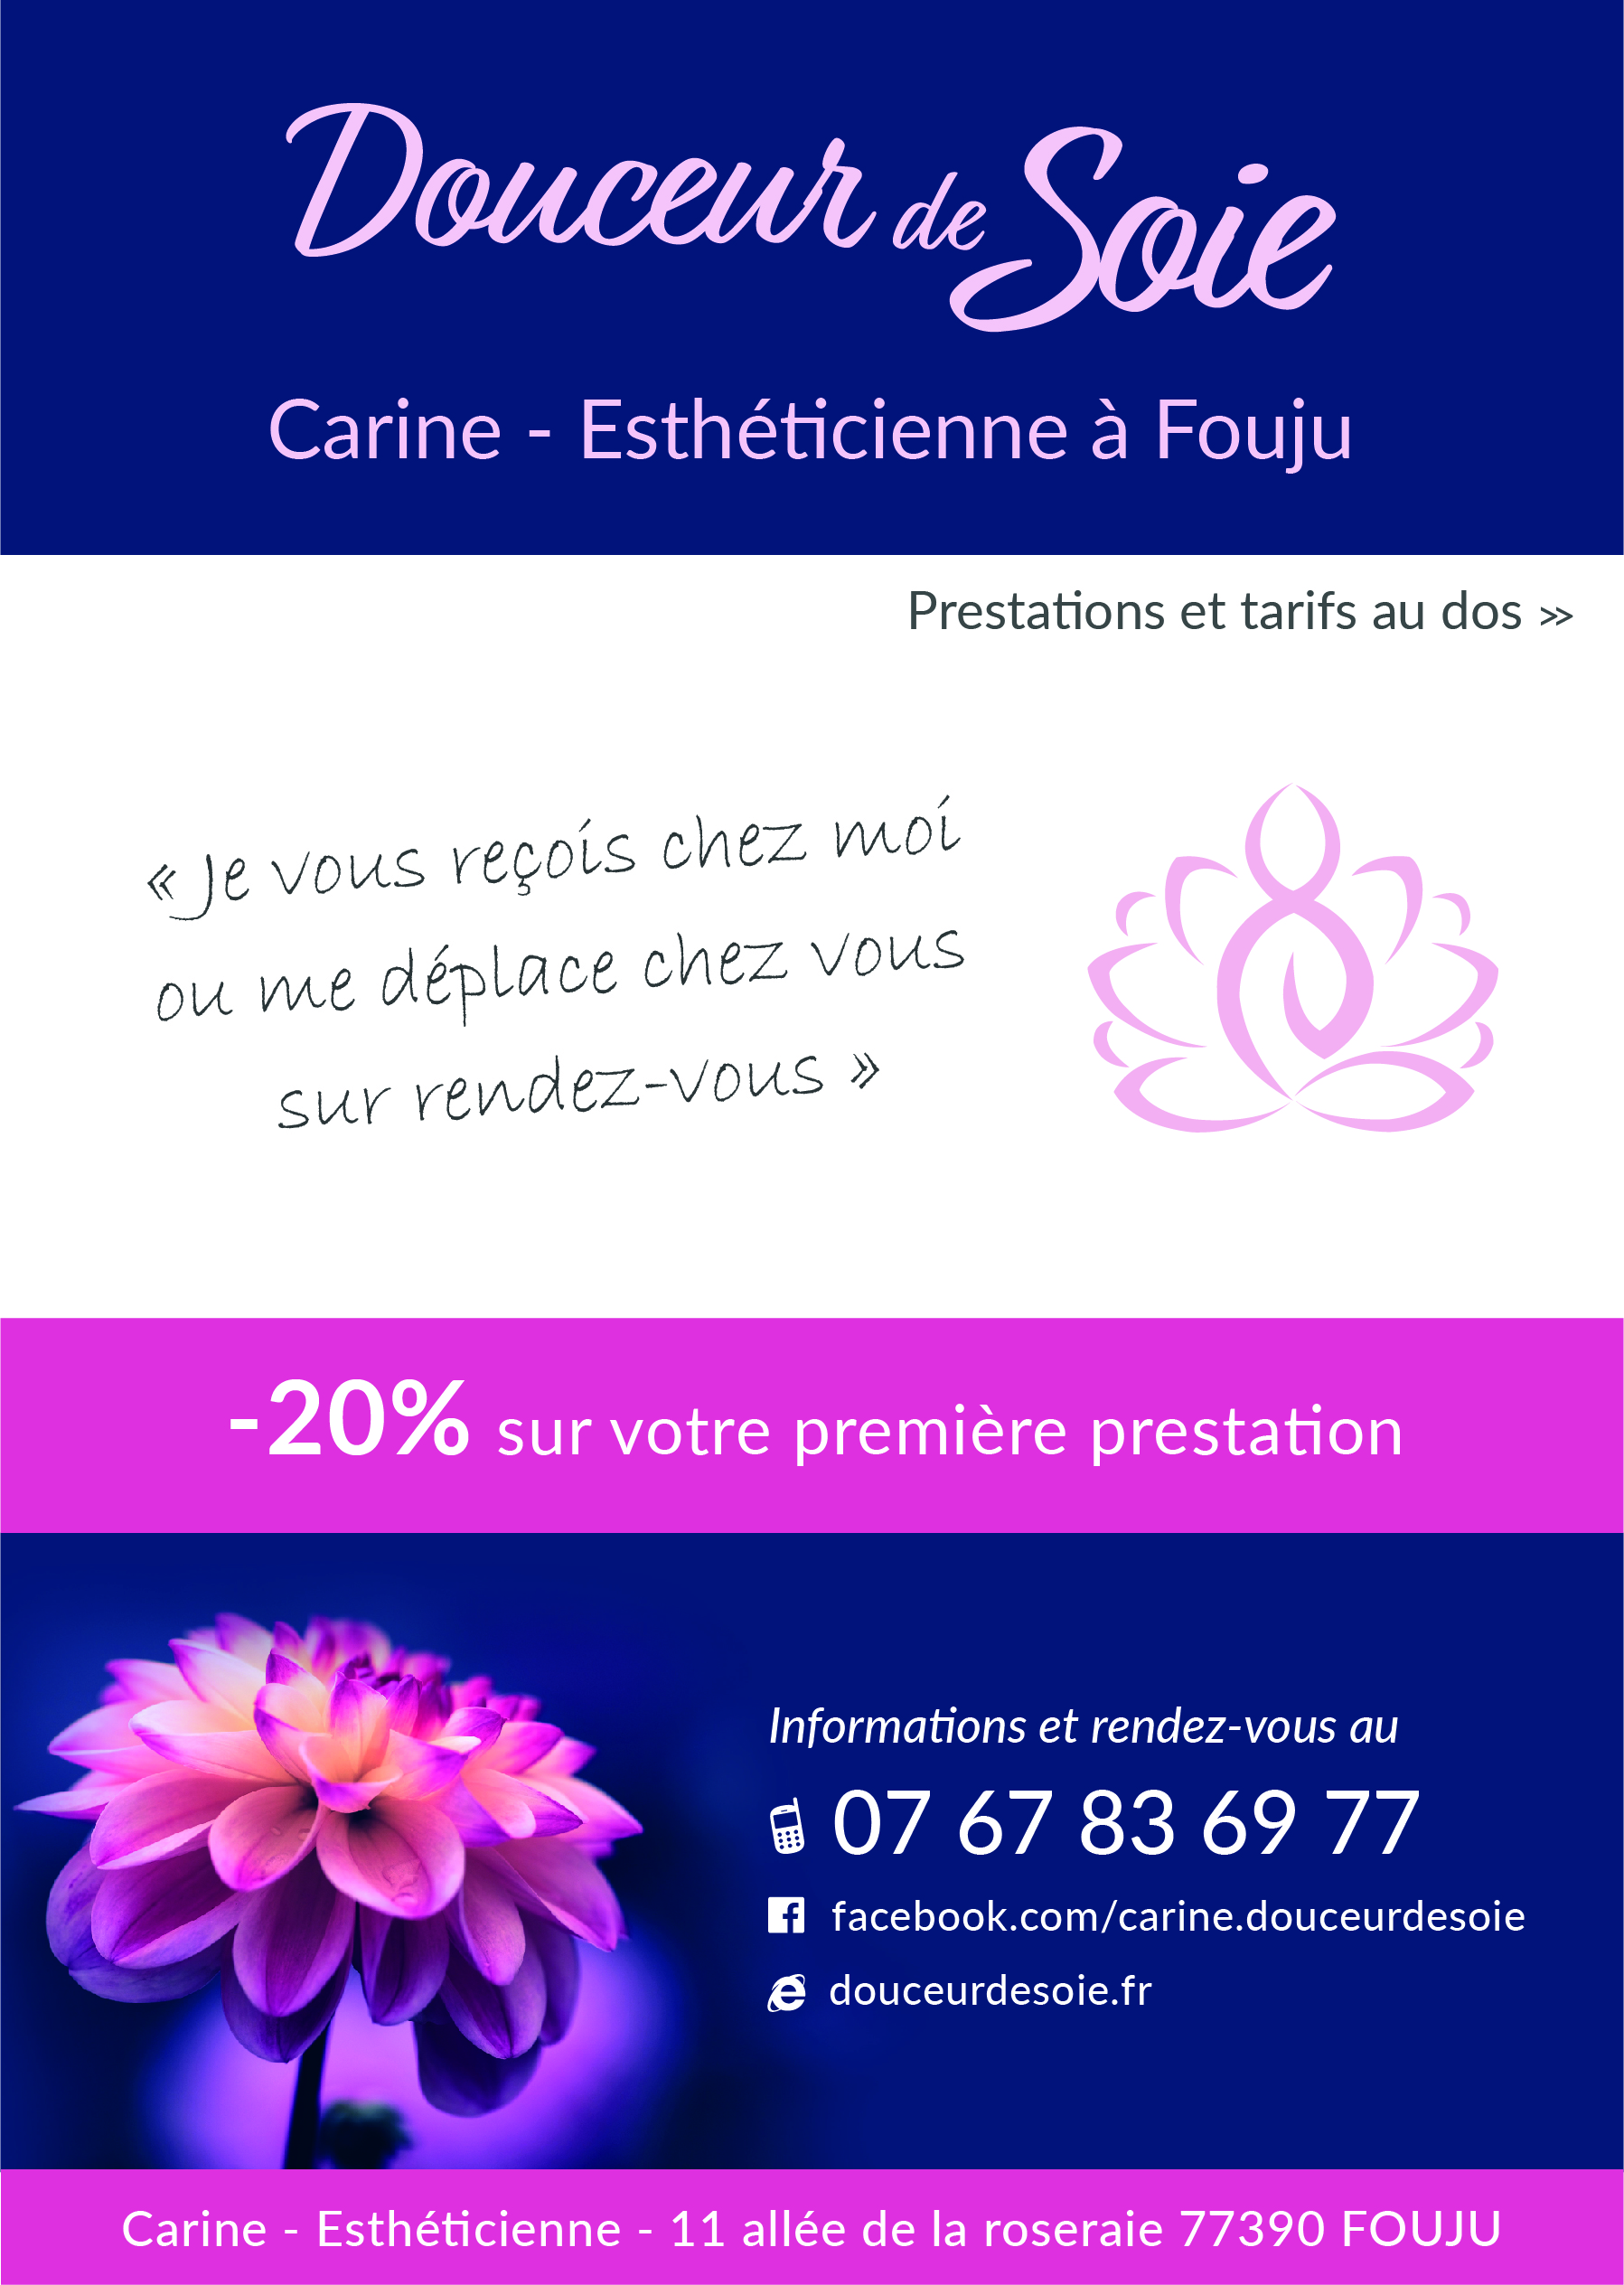 Douceur de Soie
Carine - Esthéticienne à Fouju
Prestations et tarifs au dos >>
« Je vous reçois chez moi
ou me déplace chez vous
sur rendez-vous »
-20% sur votre première prestation
Informations et rendez-vous au
07 67 83 69 77
facebook.com/carine.douceurdesoie
douceurdesoie.fr
Carine - Esthéticienne - 11 allée de la roseraie 77390 FOUJU